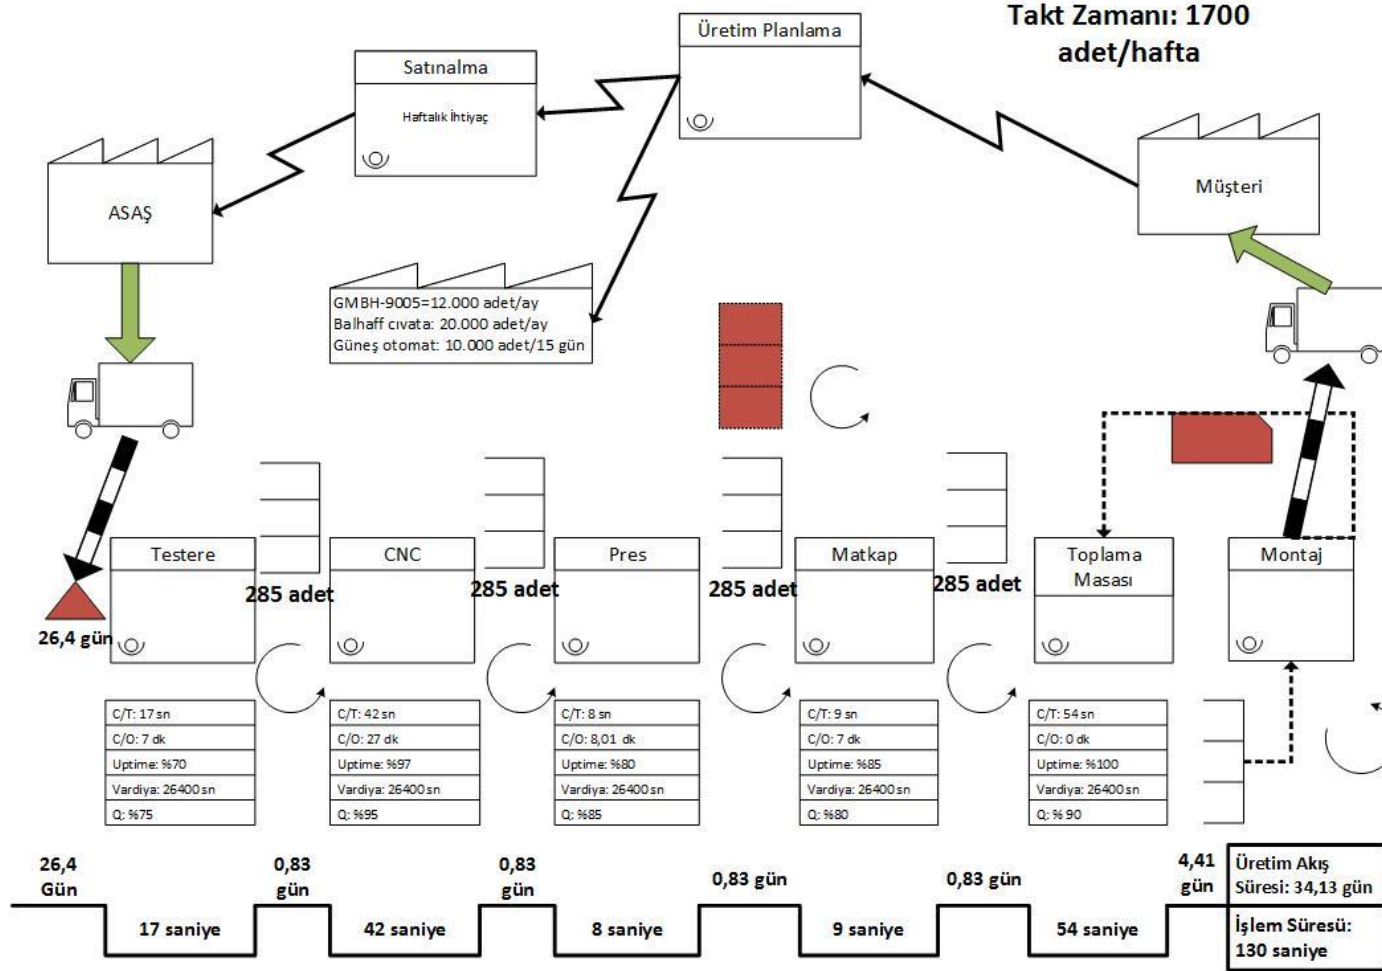 Takt Zamanı: 1700
adet/hafta
Üretim Planlama
Satınalma
Haftalık İhtiyaç
ASAŞ
Müşteri
GMBH-9005=12.000 adet/ay
Balhaff cıvata: 20.000 adet/ay
Güneş otomat: 10.000 adet/15 gün
Testere
CNC
Pres
Matkap
Toplama
Masası
Montaj
285 adet
285 adet
285 adet
285 adet
26,4 gün
C/T: 17 sn
C/O: 7 dk
Uptime: %70
Vardiya: 26400 sn
Q: %75
C/T: 42 sn
C/O: 27 dk
Uptime: %97
Vardiya: 26400 sn
Q: %95
C/T: 8 sn
C/O: 8,01 dk
Uptime: %80
Vardiya: 26400 sn
Q: %85
C/T: 9 sn
C/O: 7 dk
Uptime: %85
Vardiya: 26400 sn
Q: %80
C/T: 54 sn
C/O: 0 dk
Uptime: %100
Vardiya: 26400 sn
Q: % 90
26,4
Gün
17 saniye
0,83
gün
42 saniye
0,83
gün
8 saniye
0,83 gün
9 saniye
0,83 gün
54 saniye
4,41
gün
Üretim Akış
Süresi: 34,13 gün
İşlem Süresü:
130 saniye